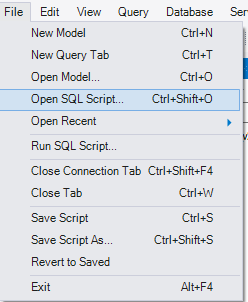 File Edit View Query Database Ser
New Model Ctrl+N
New Query Tab Ctrl+T
Open Model... Ctrl+O
Open SQL Script... Ctrl+Shift+O
Open Recent
Run SQL Script...
Close Connection Tab Ctrl+Shift+F4
Close Tab Ctrl+W
Save Script Ctrl+S
Save Script As... Ctrl+Shift+S
Revert to Saved
Exit Alt+F4